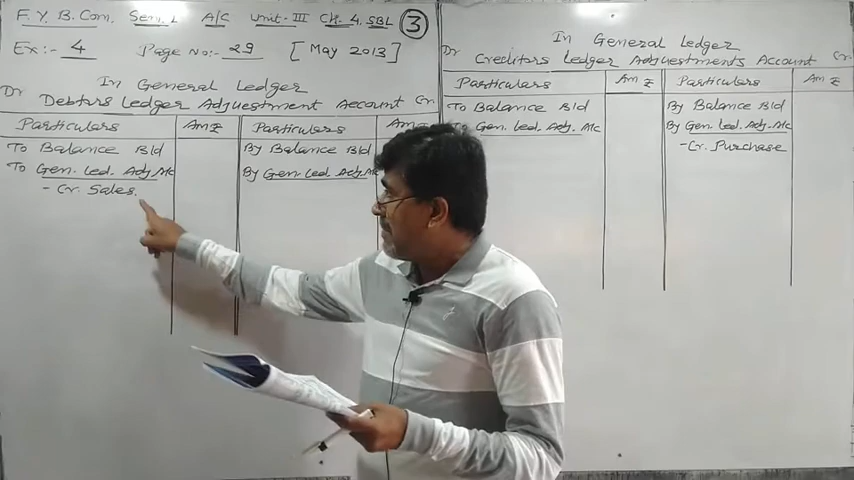 F. Y. B. Com. Sem. I A/C Unit-III Ch. 4. SBL 3
Ex:- 4 Page No:- 29 [May 2013]
In General Ledger
Dr Debtors Ledger Adjustment Account Cr.
Particulars Am ₹ Particulars Am
To Balance B/d By Balance B/d
To Gen. Led. Adj. A/c By Gen. Led. Adj. A/c
- Cr. Sales.
In General Ledger
Dr Creditors Ledger Adjustments Account Cr.
Particulars Am ₹ Particulars Am ₹
To Balance B/d By Balance B/d
To Gen. Led. Adj. A/c By Gen. Led. Adj. A/c
- Cr. Purchase